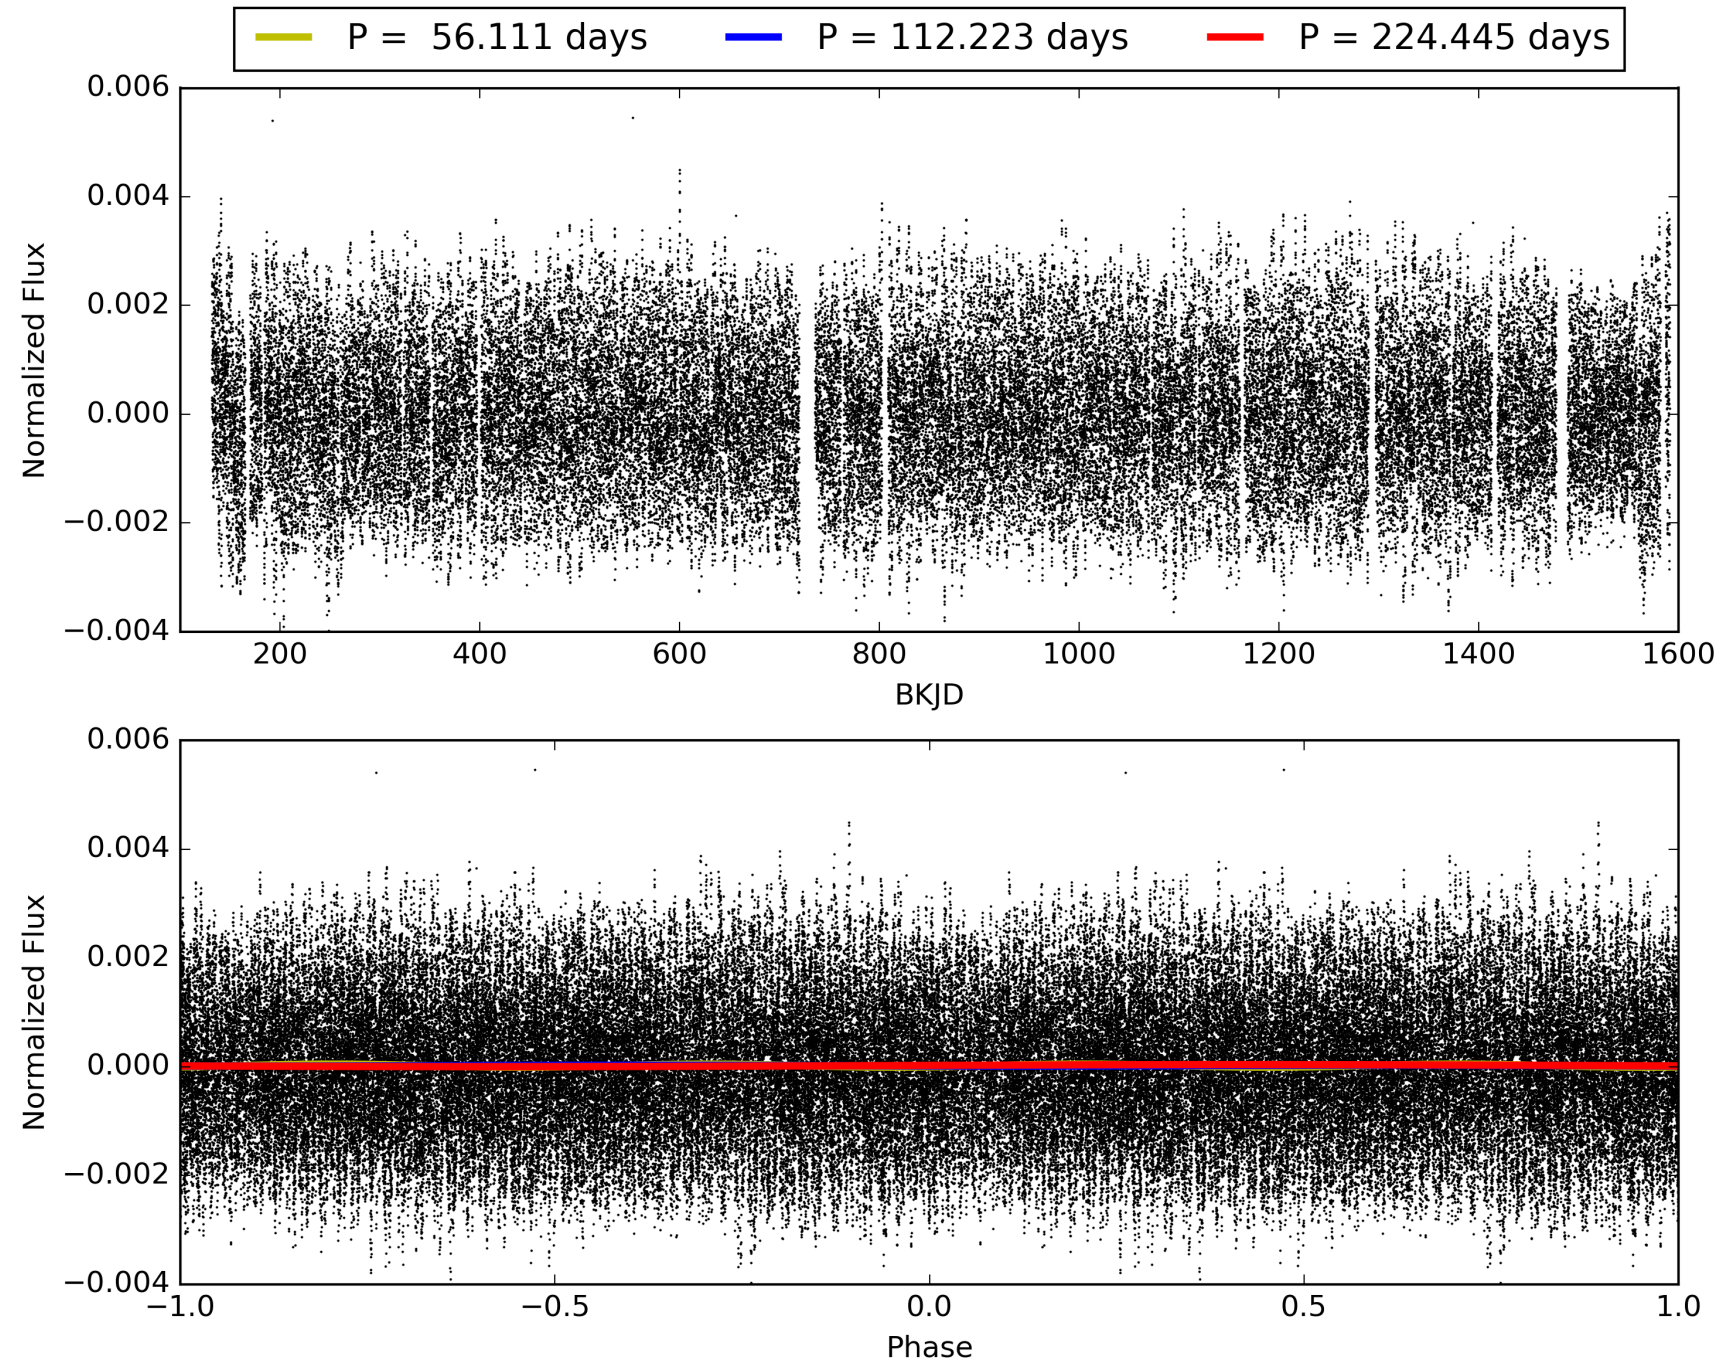 P = 56.111 days P = 112.223 days P = 224.445 days
0.006
0.004
0.002
0.000
−0.002
−0.004
Normalized Flux
200 400 600 800 1000 1200 1400 1600
BKJD
0.006
0.004
0.002
0.000
−0.002
−0.004
Normalized Flux
−1.0 −0.5 0.0 0.5 1.0
Phase